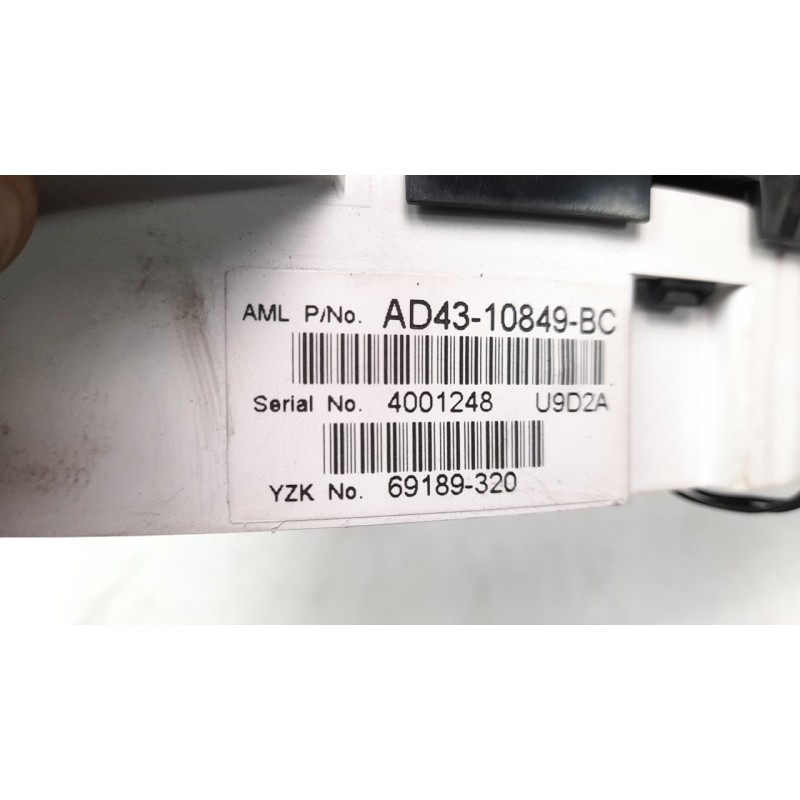 AML P/No. AD43-10849-BC
Serial No. 4001248 U9D2A
YZK No. 69189-320